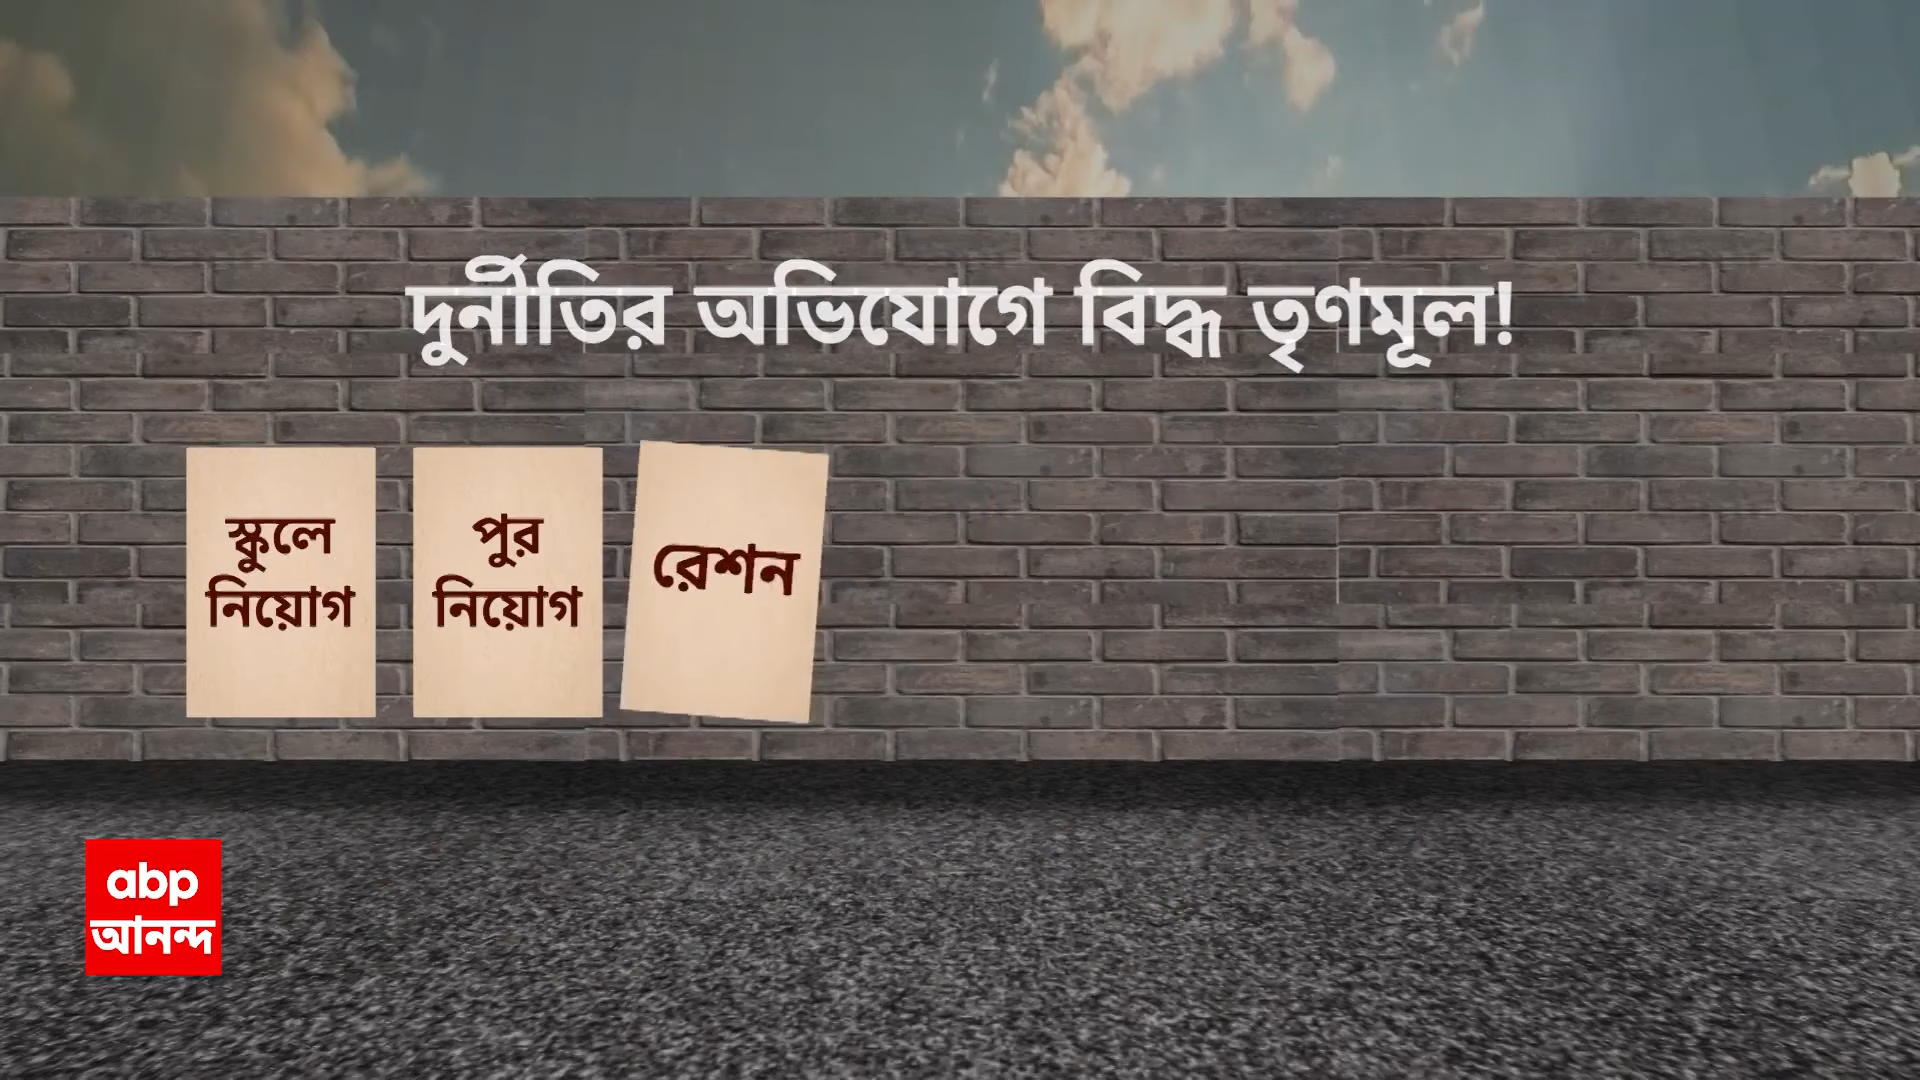 দুর্নীতির অভিযোগে বিদ্ধ তৃণমূল!
স্কুলে
নিয়োগ
পুর
নিয়োগ
রেশন
abp
আনন্দ